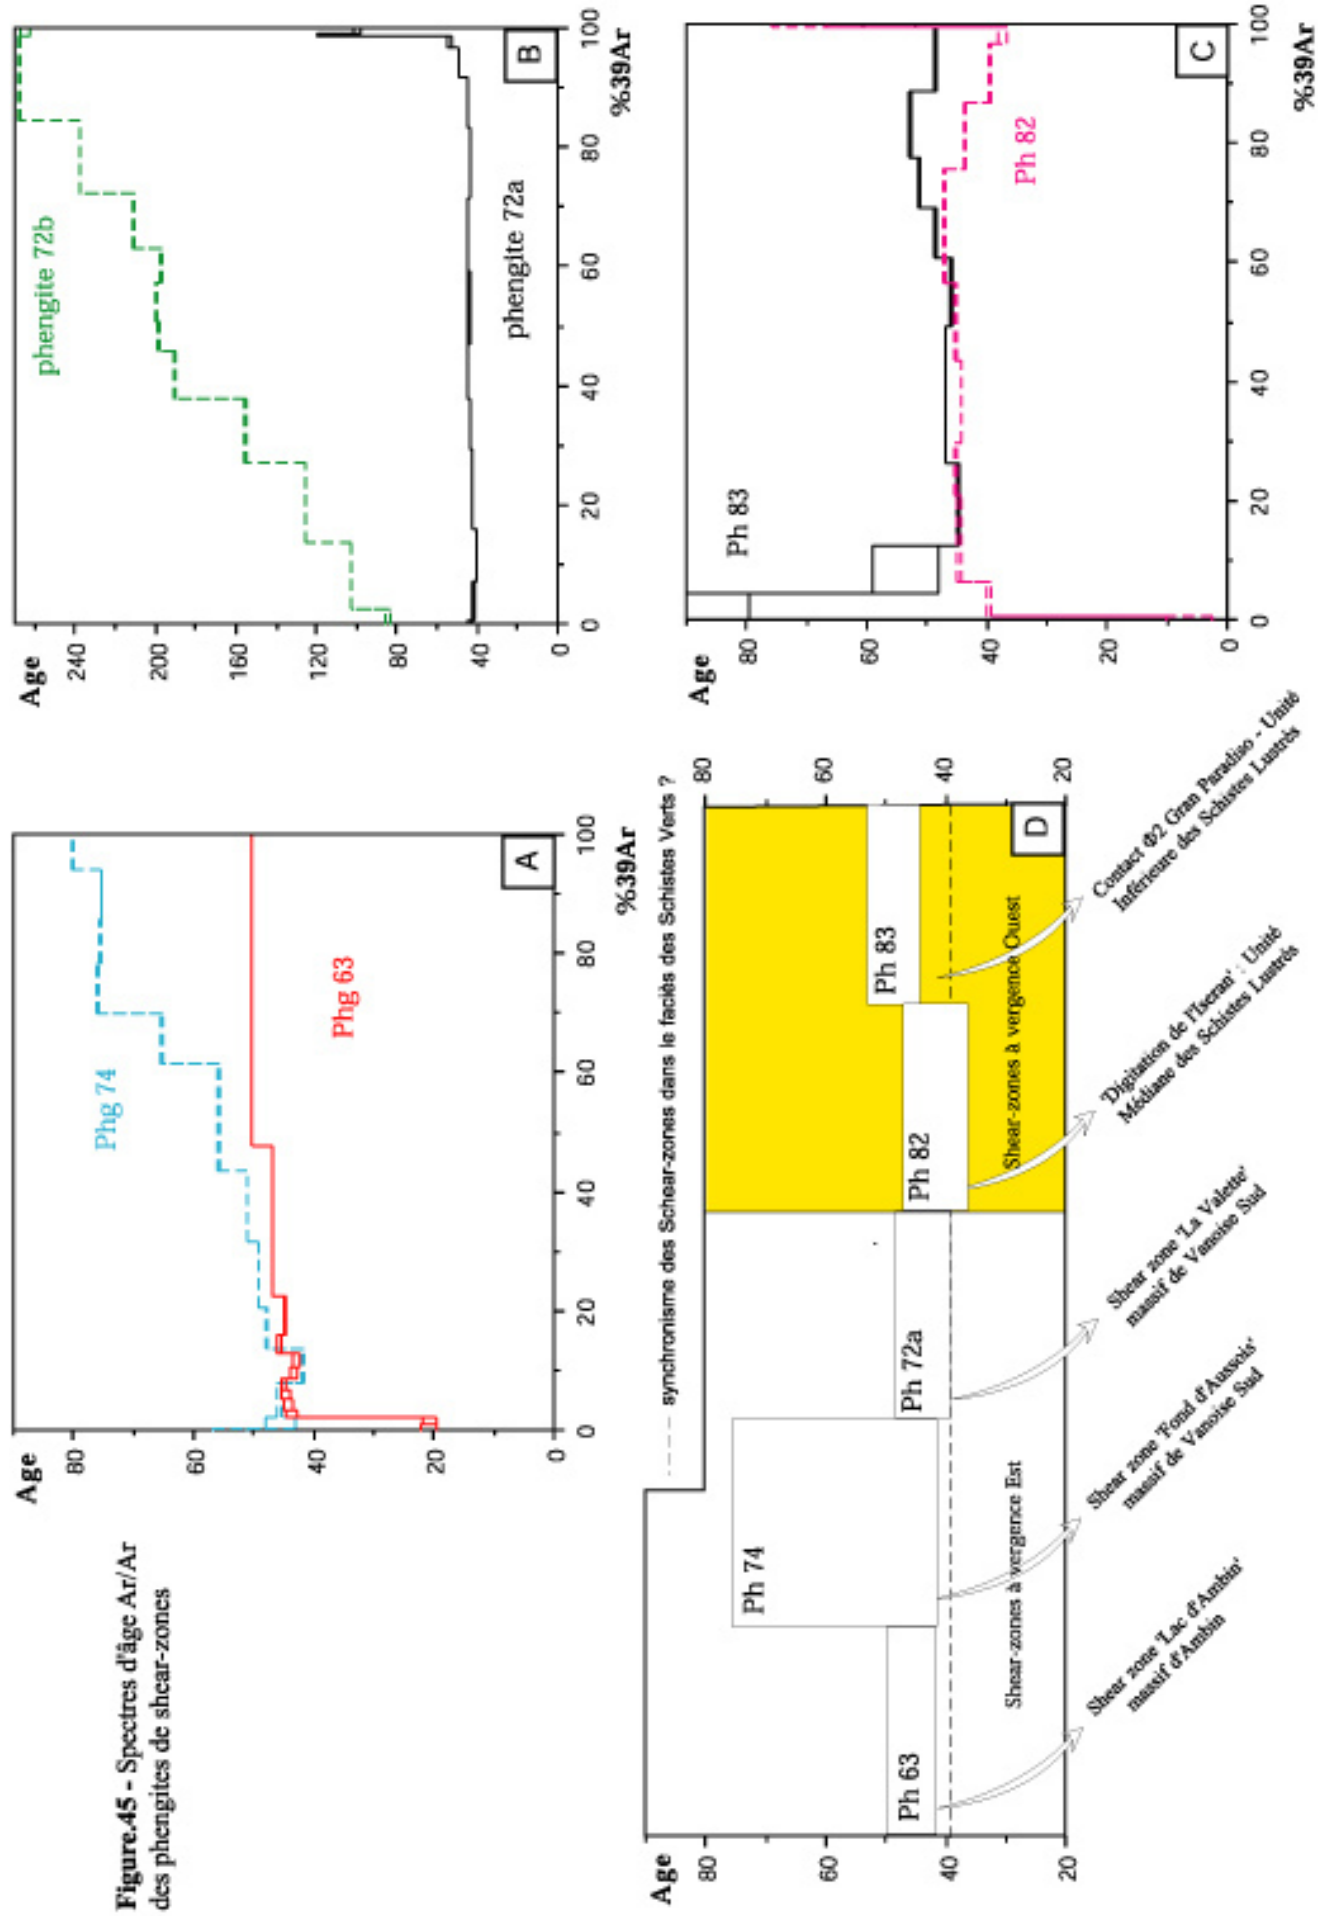 Figure.45 - Spectres d'âge Ar/Ar
des phengites de shear-zones
Age
80
60
40
20
0
0
20
40
60
80
100
%39Ar
Phg 74
Phg 63
A
Age
240
200
160
120
80
40
0
0
20
40
60
80
100
%39Ar
phengite 72b
phengite 72a
B
synchronisme des Schear-zones dans le faciès des Schistes Verts ?
Age
80
60
40
20
80
60
40
20
Ph 63
Ph 74
Ph 72a
Ph 82
Ph 83
Shear-zones à vergence Est
Shear-zones à vergence Ouest
D
Shear zone 'Lac d'Ambin'
massif d'Ambin
Shear zone 'Fond d'Aussois'
massif de Vanoise Sud
Shear zone 'La Valette'
massif de Vanoise Sud
'Digitation de l'Iseran' : Unité
Médiane des Schistes Lustrés
Contact Φ2 Gran Paradiso - Unité
Inférieure des Schistes Lustrés
Age
80
60
40
20
0
0
20
40
60
80
100
%39Ar
Ph 83
Ph 82
C